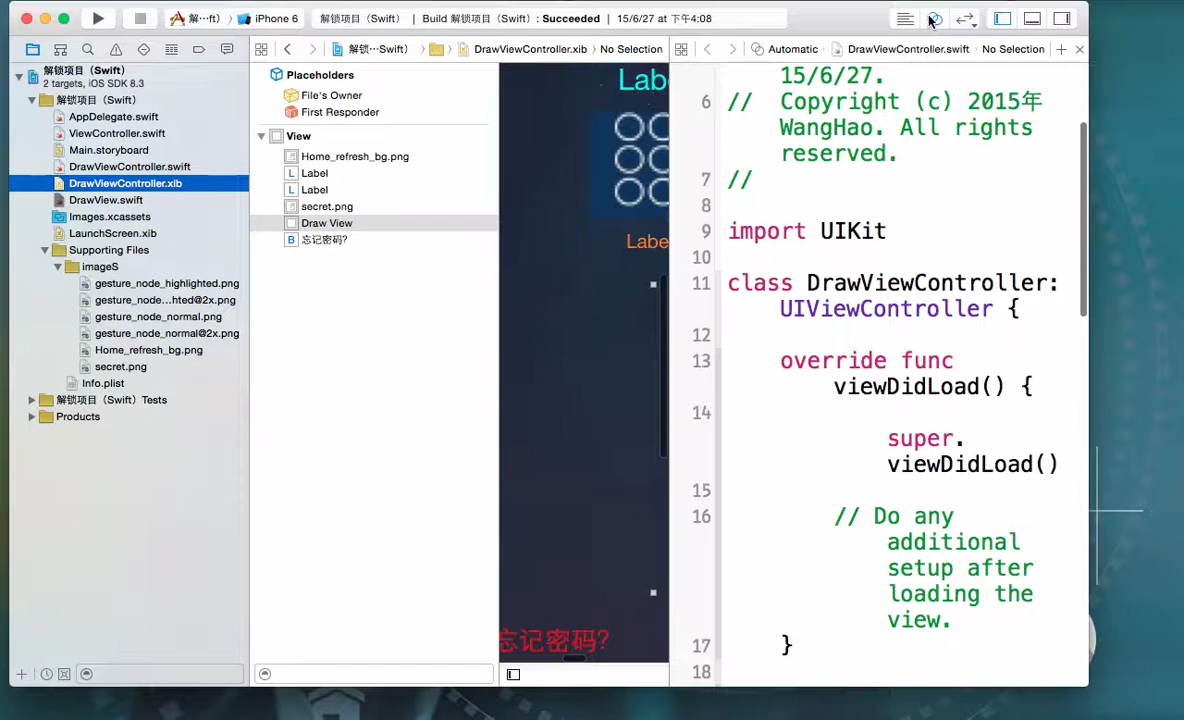 解···ft)
iPhone 6
解锁项目 (Swift)
Build 解锁项目 (Swift) : Succeeded
15/6/27 at 下午4:08
解锁···Swift)
DrawViewController.xib
No Selection
Automatic
DrawViewController.swift
No Selection
解锁项目 (Swift)
2 targets, iOS SDK 8.3
解锁项目 (Swift)
AppDelegate.swift
ViewController.swift
Main.storyboard
DrawViewController.swift
DrawViewController.xib
DrawView.swift
Images.xcassets
LaunchScreen.xib
Supporting Files
imageS
gesture_node_highlighted.png
gesture_node...hted@2x.png
gesture_node_normal.png
gesture_node_normal@2x.png
Home_refresh_bg.png
secret.png
Info.plist
解锁项目 (Swift) Tests
Products
Placeholders
File's Owner
First Responder
View
Home_refresh_bg.png
L Label
L Label
secret.png
Draw View
B 忘记密码?
Labe
Labe
忘记密码?
15/6/27.
6 // Copyright (c) 2015年
WangHao. All rights
reserved.
7 //
8
9 import UIKit
10
11 class DrawViewController:
UIViewController {
12
13 override func
viewDidLoad() {
14
super.
viewDidLoad()
15
16 // Do any
additional
setup after
loading the
view.
17 }
18